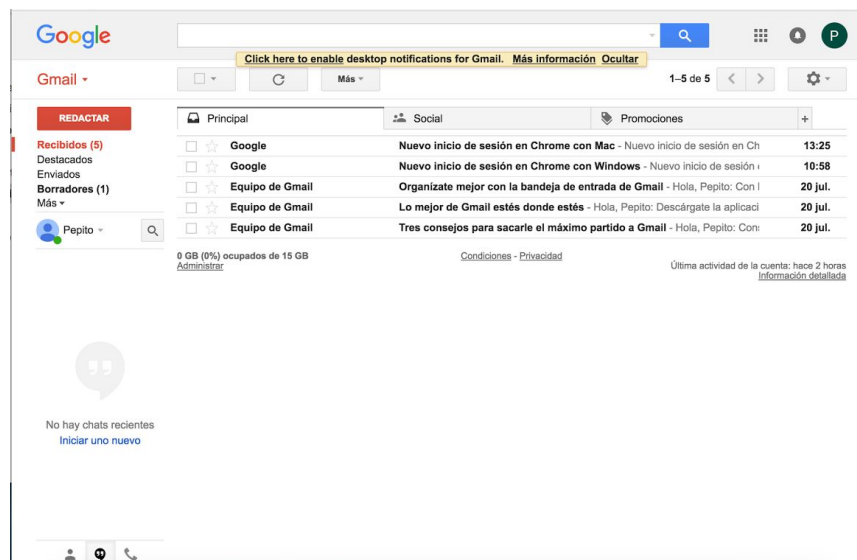 Google
Click here to enable desktop notifications for Gmail. Más información Ocultar
P
Gmail
Más
1–5 de 5
REDACTAR
Principal
Social
Promociones
+
Recibidos (5)
Destacados
Enviados
Borradores (1)
Más
Google Nuevo inicio de sesión en Chrome con Mac - Nuevo inicio de sesión en Ch 13:25
Google Nuevo inicio de sesión en Chrome con Windows - Nuevo inicio de sesión 10:58
Equipo de Gmail Organízate mejor con la bandeja de entrada de Gmail - Hola, Pepito: Con 20 jul.
Equipo de Gmail Lo mejor de Gmail estés donde estés - Hola, Pepito: Descárgate la aplicaci 20 jul.
Equipo de Gmail Tres consejos para sacarle el máximo partido a Gmail - Hola, Pepito: Con 20 jul.
Pepito
0 GB (0%) ocupados de 15 GB
Administrar
Condiciones - Privacidad
Última actividad de la cuenta: hace 2 horas
Información detallada
No hay chats recientes
Iniciar uno nuevo